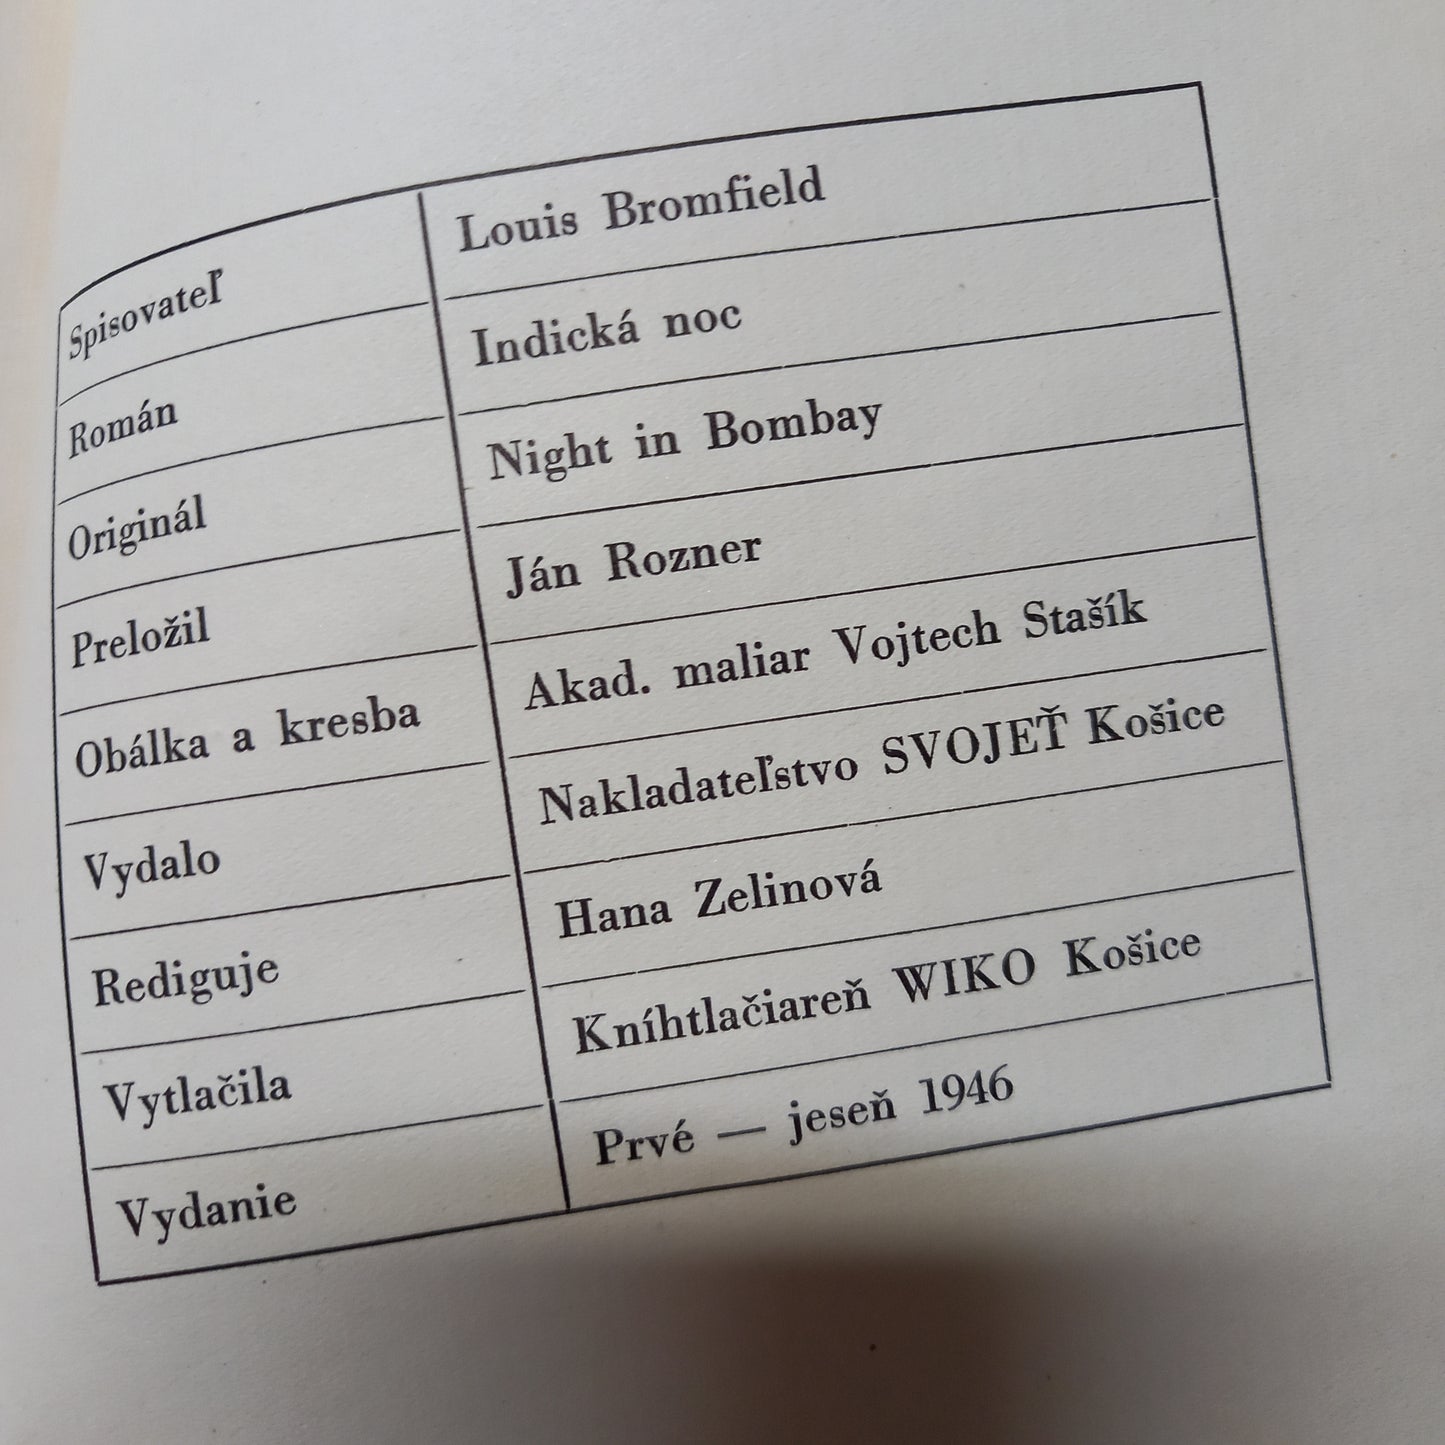 Spisovateľ Louis Bromfield
Román Indická noc
Originál Night in Bombay
Preložil Ján Rozner
Obálka a kresba Akad. maliar Vojtech Stašík
Vydalo Nakladateľstvo SVOJEŤ Košice
Rediguje Hana Zelinová
Vytlačila Kníhtlačiareň WIKO Košice
Vydanie Prvé — jeseň 1946